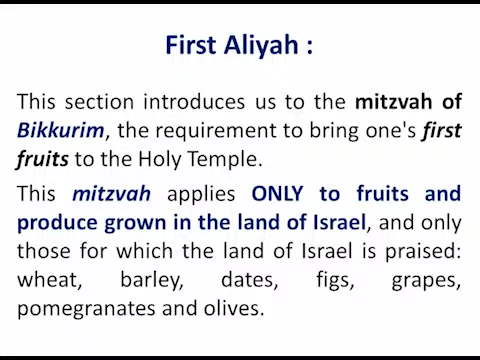 First Aliyah :
This section introduces us to the mitzvah of
Bikkurim, the requirement to bring one's first
fruits to the Holy Temple.
This mitzvah applies ONLY to fruits and
produce grown in the land of Israel, and only
those for which the land of Israel is praised:
wheat, barley, dates, figs, grapes,
pomegranates and olives.